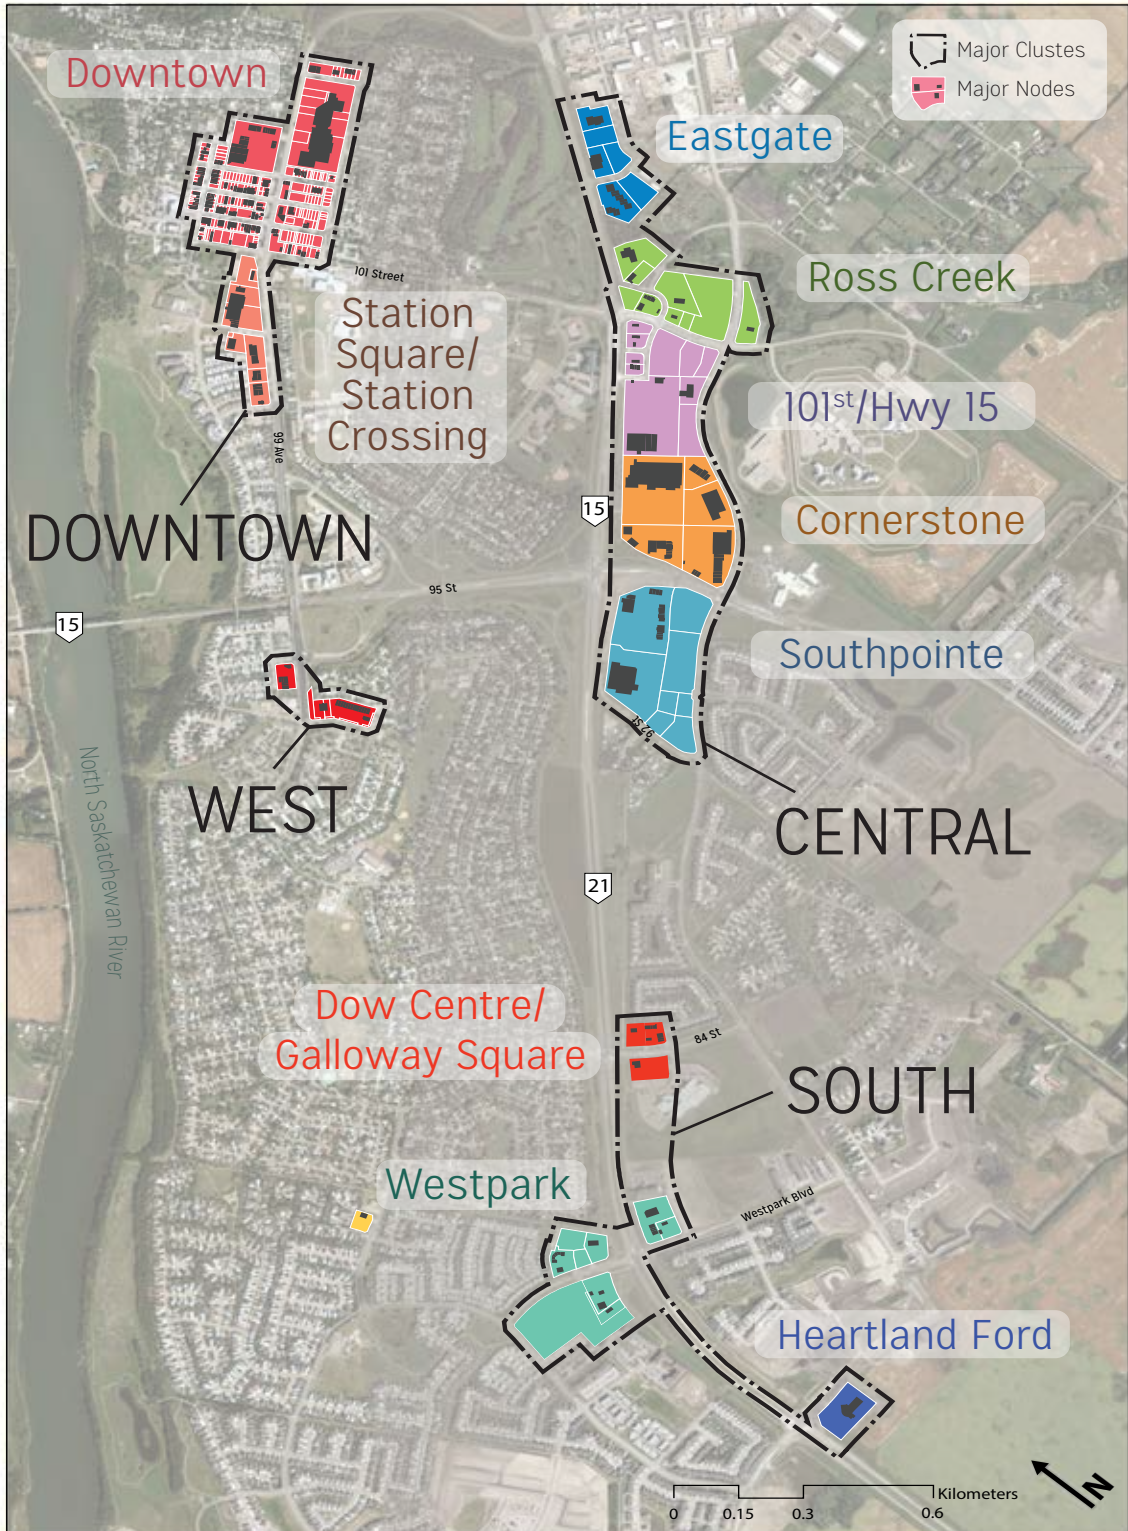 Downtown
Major Clustes
Major Nodes
Eastgate
Ross Creek
101 Street
Station
Square/
Station
Crossing
101st/Hwy 15
99 Ave
15
Cornerstone
DOWNTOWN
95 St
15
Southpointe
92 St
North Saskatchewan River
WEST
CENTRAL
21
Dow Centre/
Galloway Square
84 St
SOUTH
Westpark
Westpark Blvd
Heartland Ford
N
Kilometers
0 0.15 0.3 0.6